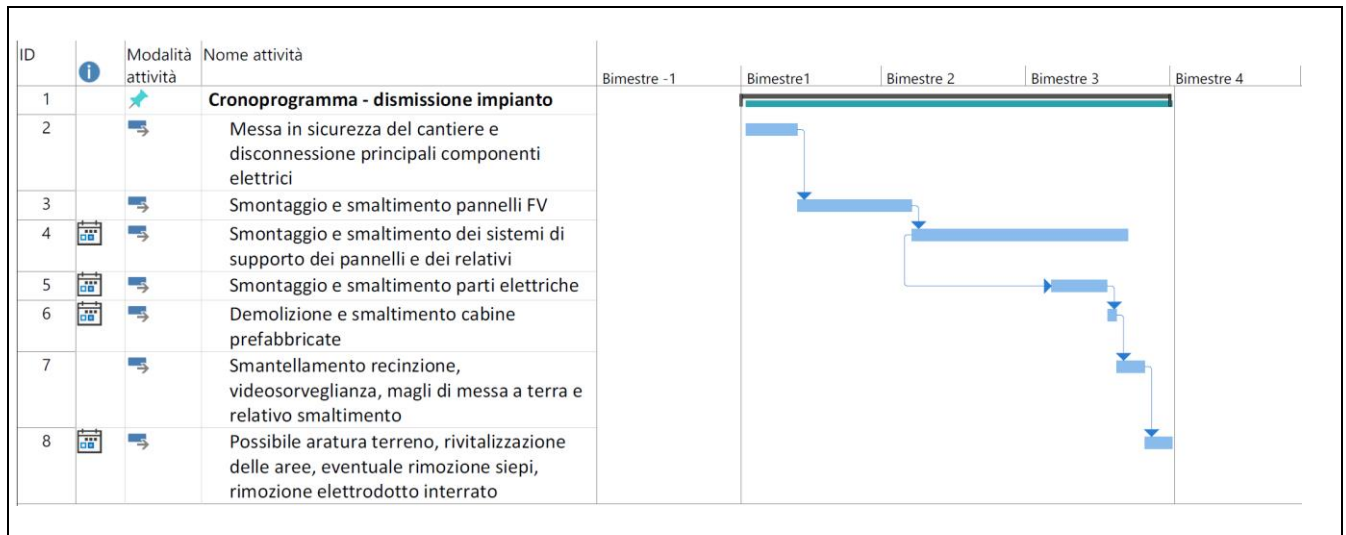 ID
Modalità attività
Nome attività
Bimestre -1
Bimestre1
Bimestre 2
Bimestre 3
Bimestre 4
1
Cronoprogramma - dismissione impianto
2
Messa in sicurezza del cantiere e
disconnessione principali componenti
elettrici
3
Smontaggio e smaltimento pannelli FV
4
Smontaggio e smaltimento dei sistemi di
supporto dei pannelli e dei relativi
5
Smontaggio e smaltimento parti elettriche
6
Demolizione e smaltimento cabine
prefabbricate
7
Smantellamento recinzione,
videosorveglianza, magli di messa a terra e
relativo smaltimento
8
Possibile aratura terreno, rivitalizzazione
delle aree, eventuale rimozione siepi,
rimozione elettrodotto interrato